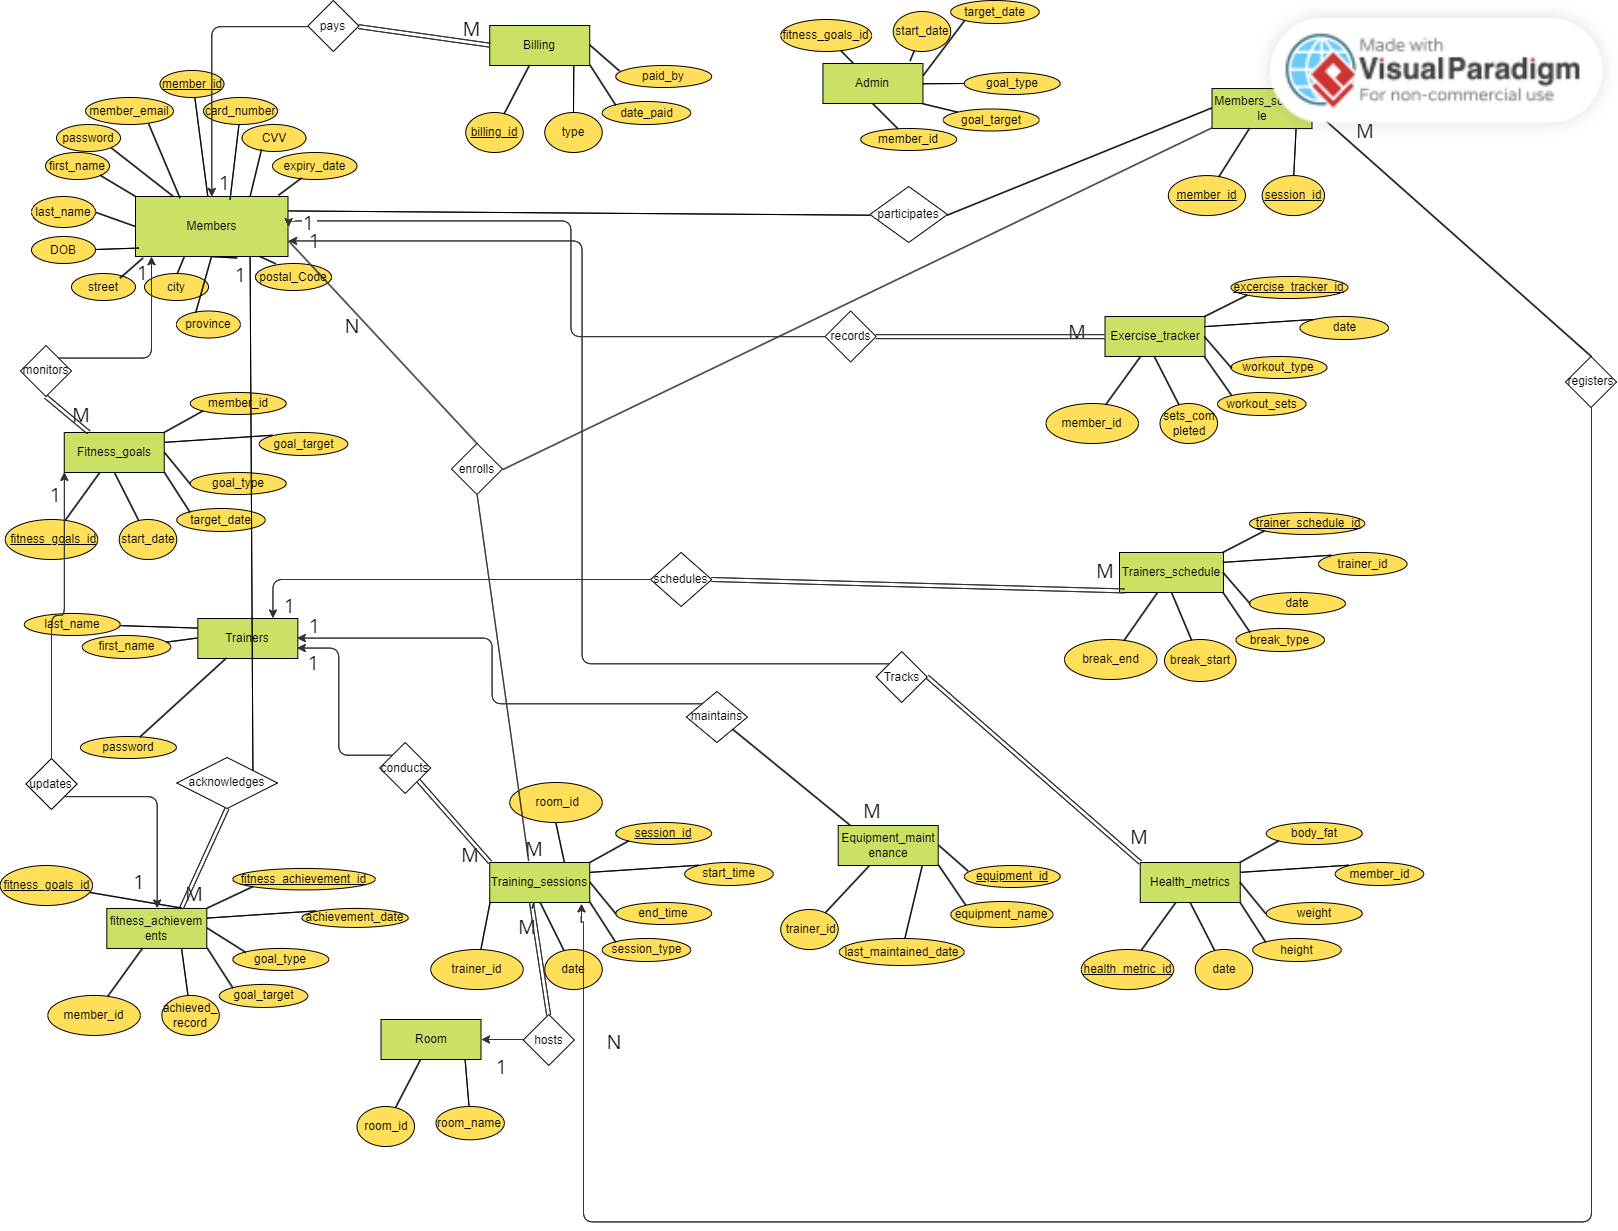 pays
M
Billing
paid_by
date_paid
type
billing_id
fitness_goals_id
start_date
target_date
Admin
goal_type
goal_target
member_id
Made with
VisualParadigm
For non-commercial use
M
member_id
session_id
member_id
member_email
card_number
password
CVV
first_name
expiry_date
1
last_name
Members
DOB
street
city
postal_Code
province
1
1
1
1
participates
N
records
M
excercise_tracker_id
Exercise_tracker
date
workout_type
workout_sets
member_id
sets_com
pleted
registers
monitors
M
member_id
Fitness_goals
goal_target
goal_type
target_date
1
fitness_goals_id
start_date
enrolls
schedules
M
trainer_schedule_id
Trainers_schedule
trainer_id
date
break_type
break_end
break_start
last_name
first_name
Trainers
1
1
1
password
Tracks
maintains
conducts
updates
acknowledges
room_id
session_id
M
M
Training_sessions
start_time
end_time
session_type
M
trainer_id
date
M
Equipment_maint
enance
equipment_id
equipment_name
trainer_id
last_maintained_date
M
body_fat
Health_metrics
member_id
weight
height
health_metric_id
date
fitness_goals_id
1
M
fitness_achievement_id
fitness_achievem
ents
achievement_date
goal_type
goal_target
member_id
achieved_
record
Room
1
hosts
N
room_id
room_name